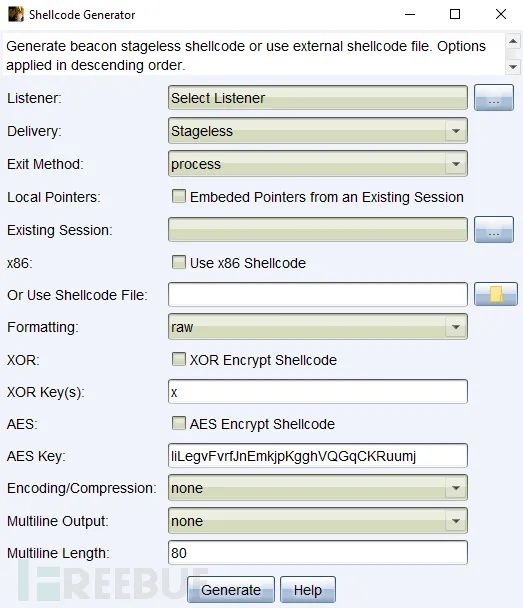 Shellcode Generator
Generate beacon stageless shellcode or use external shellcode file. Options
applied in descending order.
Listener: Select Listener ...
Delivery: Stageless
Exit Method: process
Local Pointers: Embeded Pointers from an Existing Session
Existing Session: ...
x86: Use x86 Shellcode
Or Use Shellcode File:
Formatting: raw
XOR: XOR Encrypt Shellcode
XOR Key(s): x
AES: AES Encrypt Shellcode
AES Key: liLegvFvrfJnEmkjpKgghVQGqCKRuumj
Encoding/Compression: none
Multiline Output: none
Multiline Length: 80
FREEBUF
Generate Help